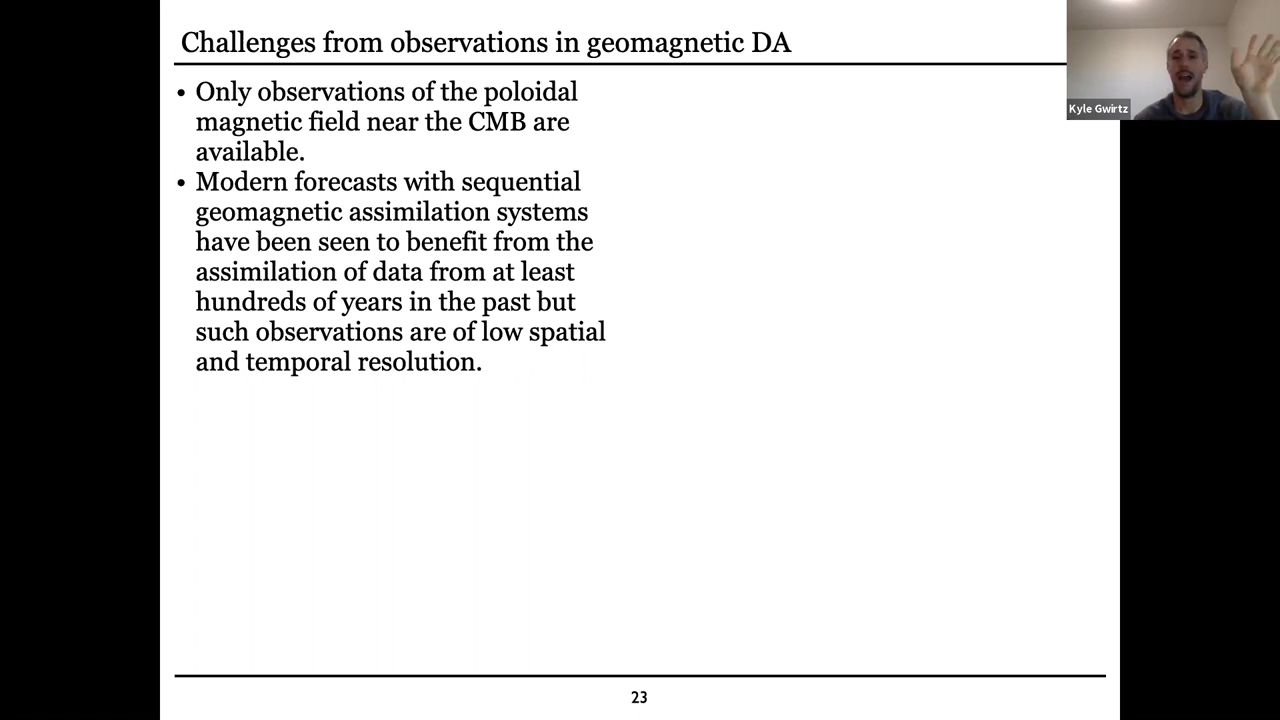 Challenges from observations in geomagnetic DA
Kyle Gwirtz
• Only observations of the poloidal
magnetic field near the CMB are
available.
• Modern forecasts with sequential
geomagnetic assimilation systems
have been seen to benefit from the
assimilation of data from at least
hundreds of years in the past but
such observations are of low spatial
and temporal resolution.
23